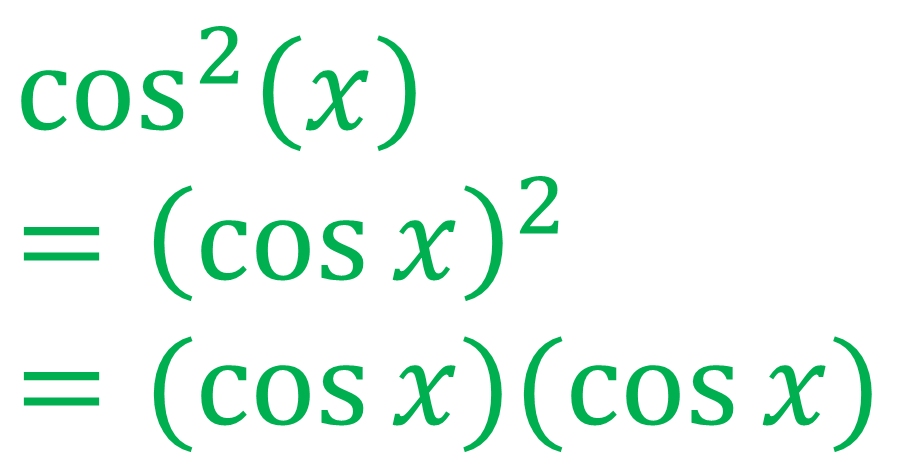 cos²(x)
= (cos x)²
= (cos x)(cos x)